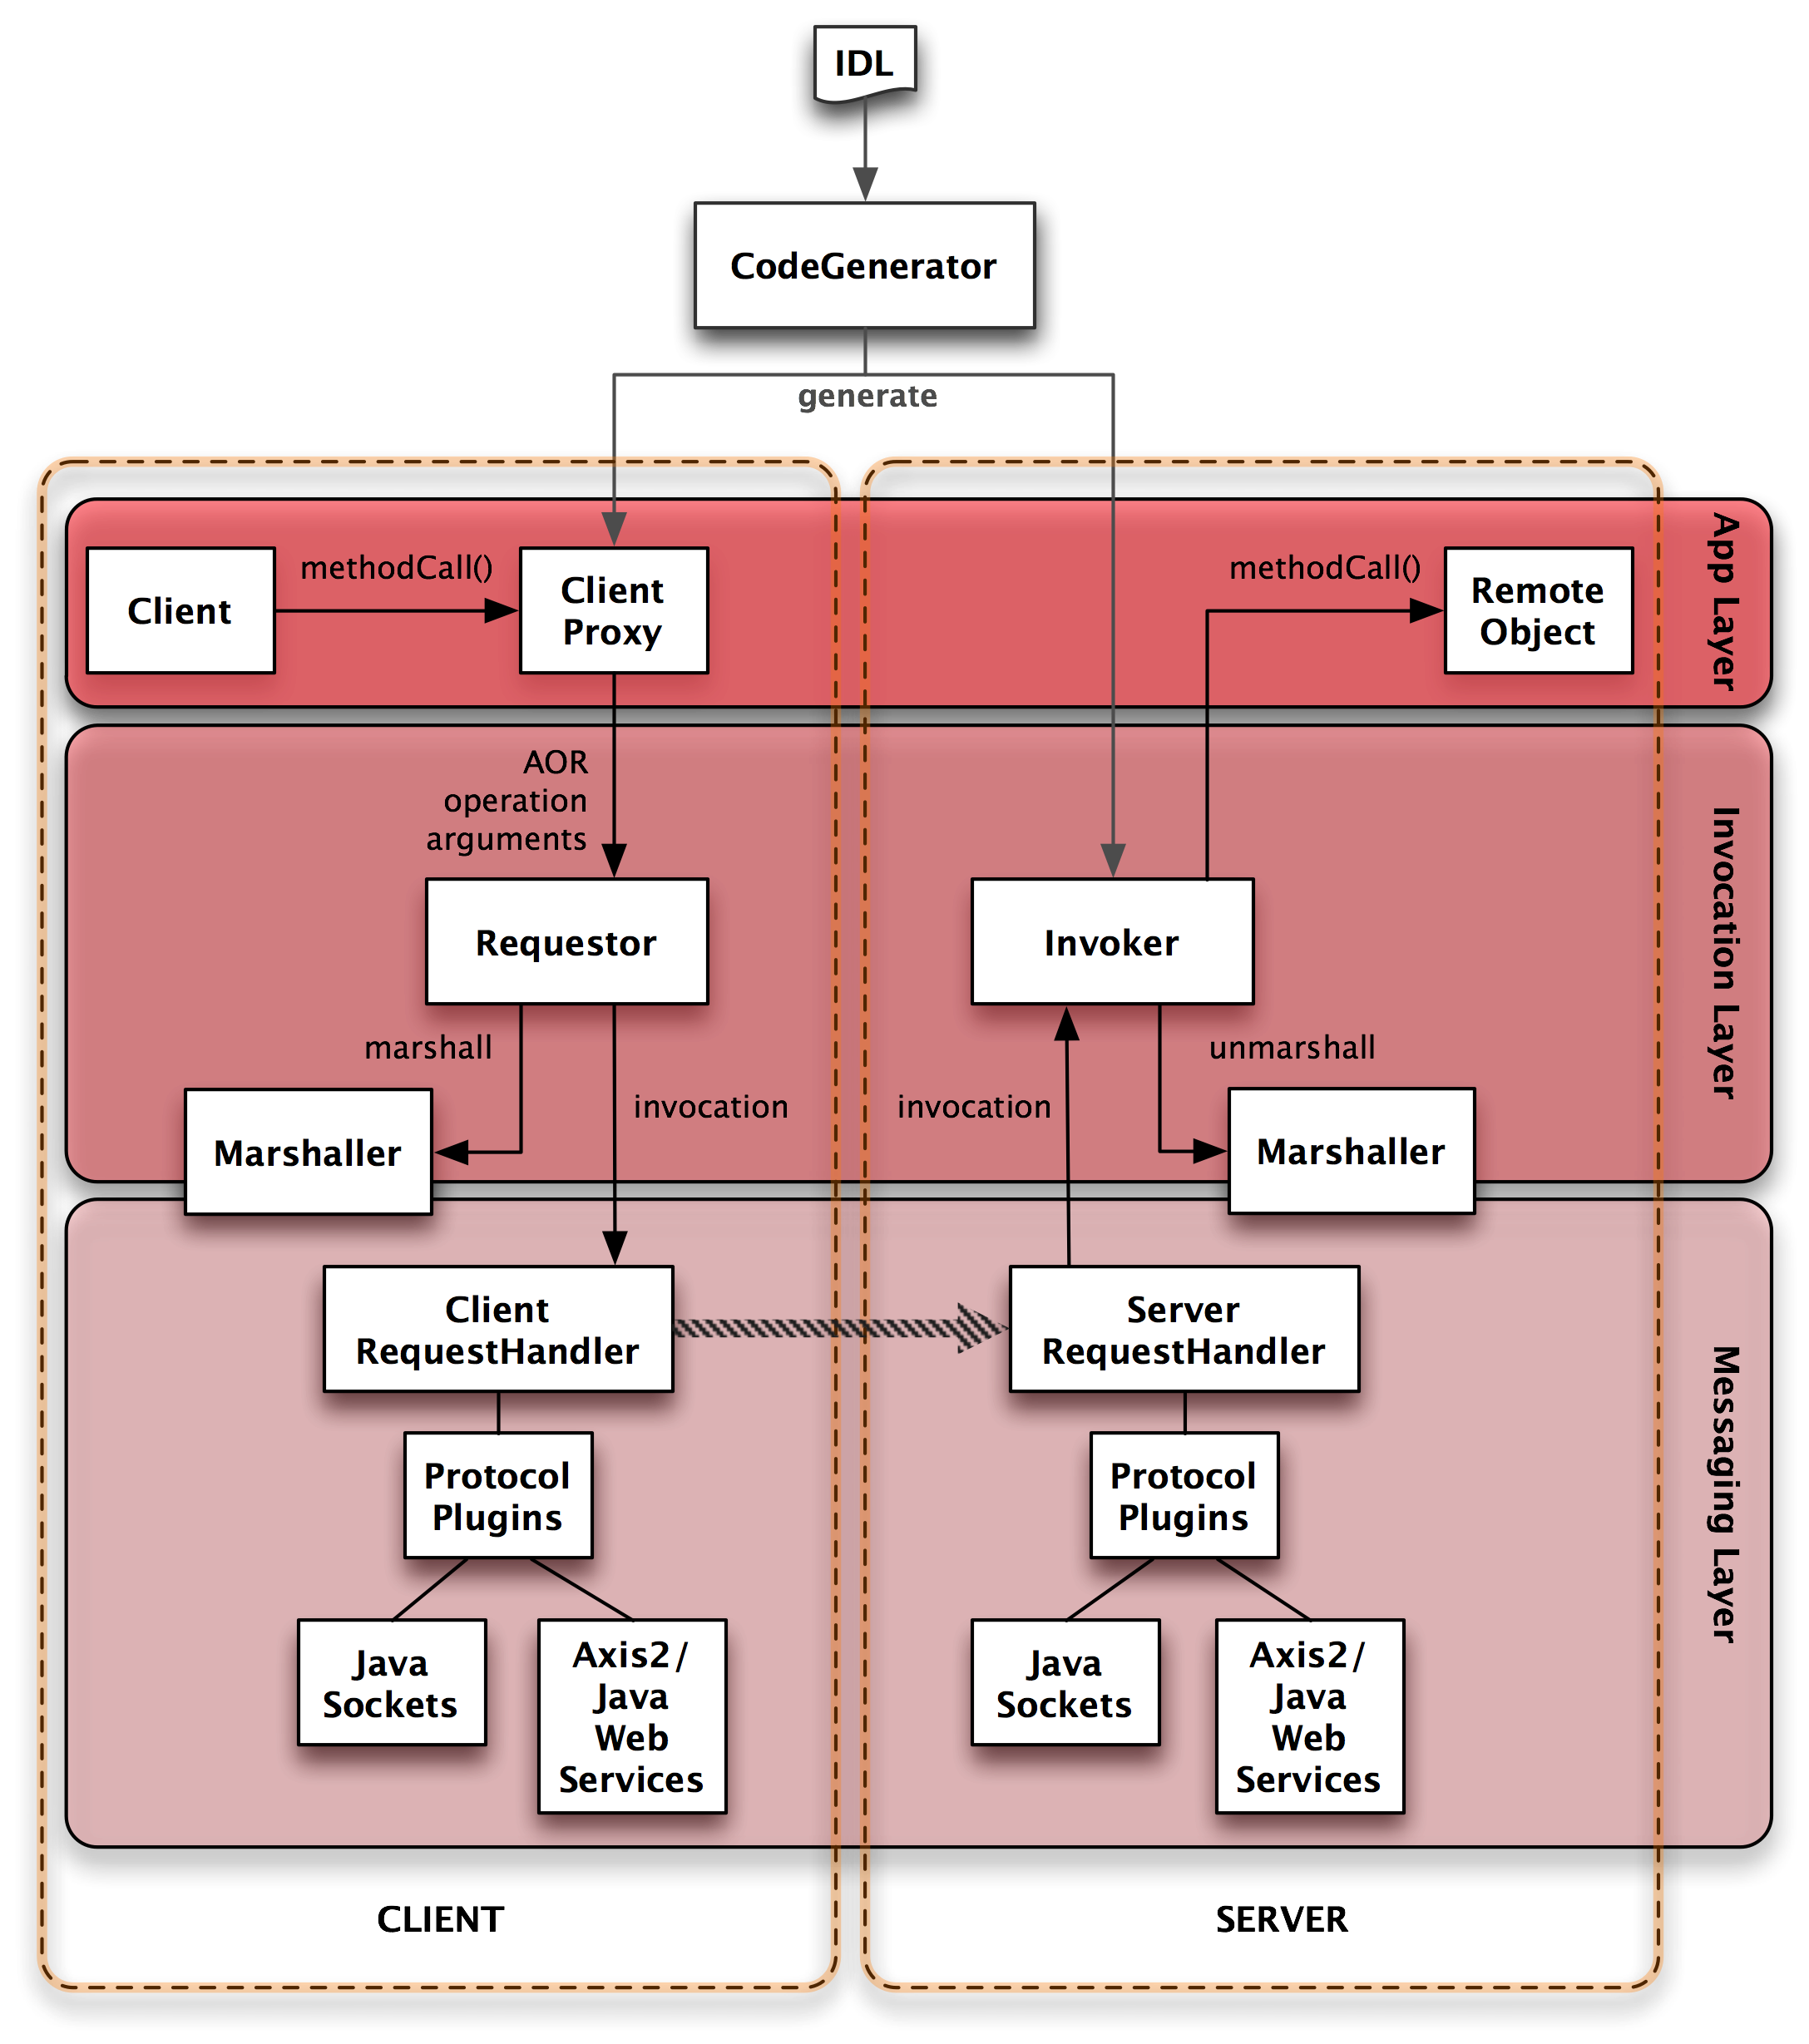 IDL
CodeGenerator
generate
App Layer
Client
methodCall()
Client
Proxy
methodCall()
Remote
Object
Invocation Layer
AOR
operation
arguments
Requestor
Invoker
marshall
unmarshall
invocation
invocation
Marshaller
Marshaller
Messaging Layer
Client
RequestHandler
Server
RequestHandler
Protocol
Plugins
Protocol
Plugins
Java
Sockets
Axis2/
Java
Web
Services
Java
Sockets
Axis2/
Java
Web
Services
CLIENT
SERVER